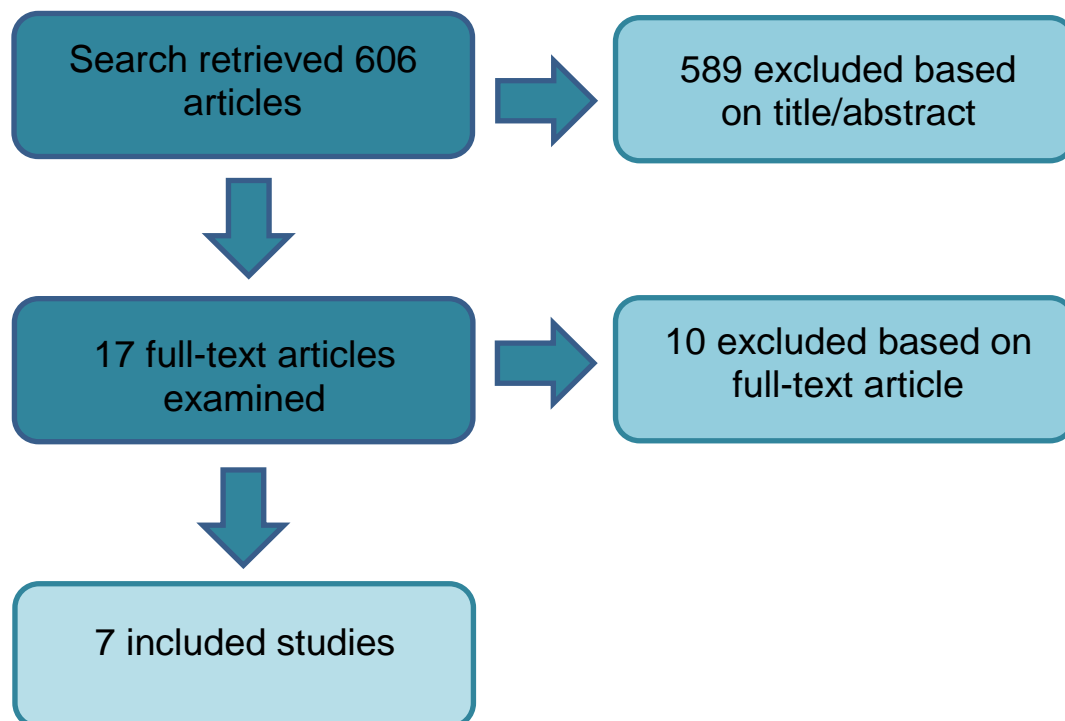 Search retrieved 606
articles
589 excluded based
on title/abstract
17 full-text articles
examined
10 excluded based on
full-text article
7 included studies